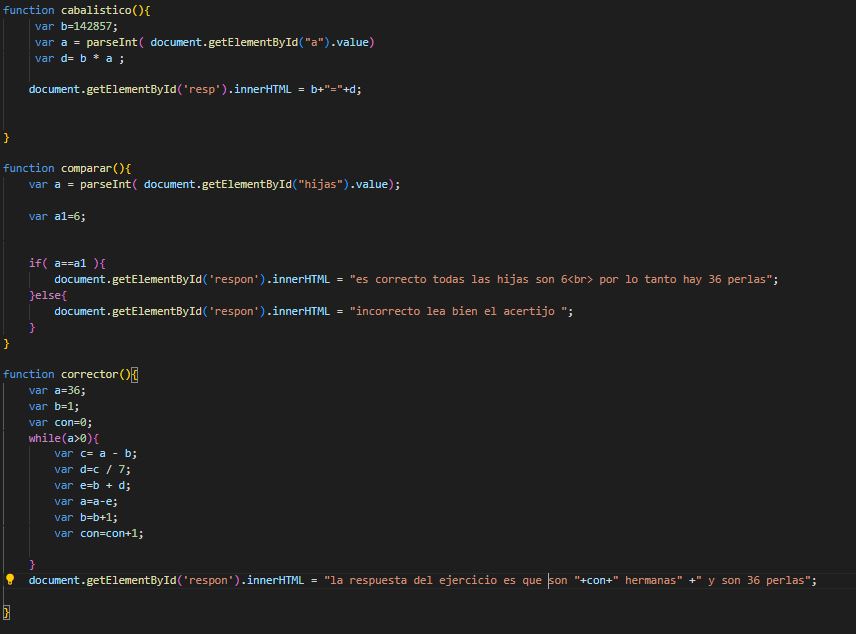 function cabalistico(){
var b=142857;
var a = parseInt( document.getElementById("a").value)
var d= b * a ;
document.getElementById('resp').innerHTML = b+"="+d;
}
function comparar(){
var a = parseInt( document.getElementById("hijas").value);
var a1=6;
if( a==a1 ){
document.getElementById('respon').innerHTML = "es correcto todas las hijas son 6<br> por lo tanto hay 36 perlas";
}else{
document.getElementById('respon').innerHTML = "incorrecto lea bien el acertijo ";
}
}
function corrector(){
var a=36;
var b=1;
var con=0;
while(a>0){
var c= a - b;
var d=c / 7;
var e=b + d;
var a=a-e;
var b=b+1;
var con=con+1;
}
document.getElementById('respon').innerHTML = "la respuesta del ejercicio es que son "+con+" hermanas" +" y son 36 perlas";
}